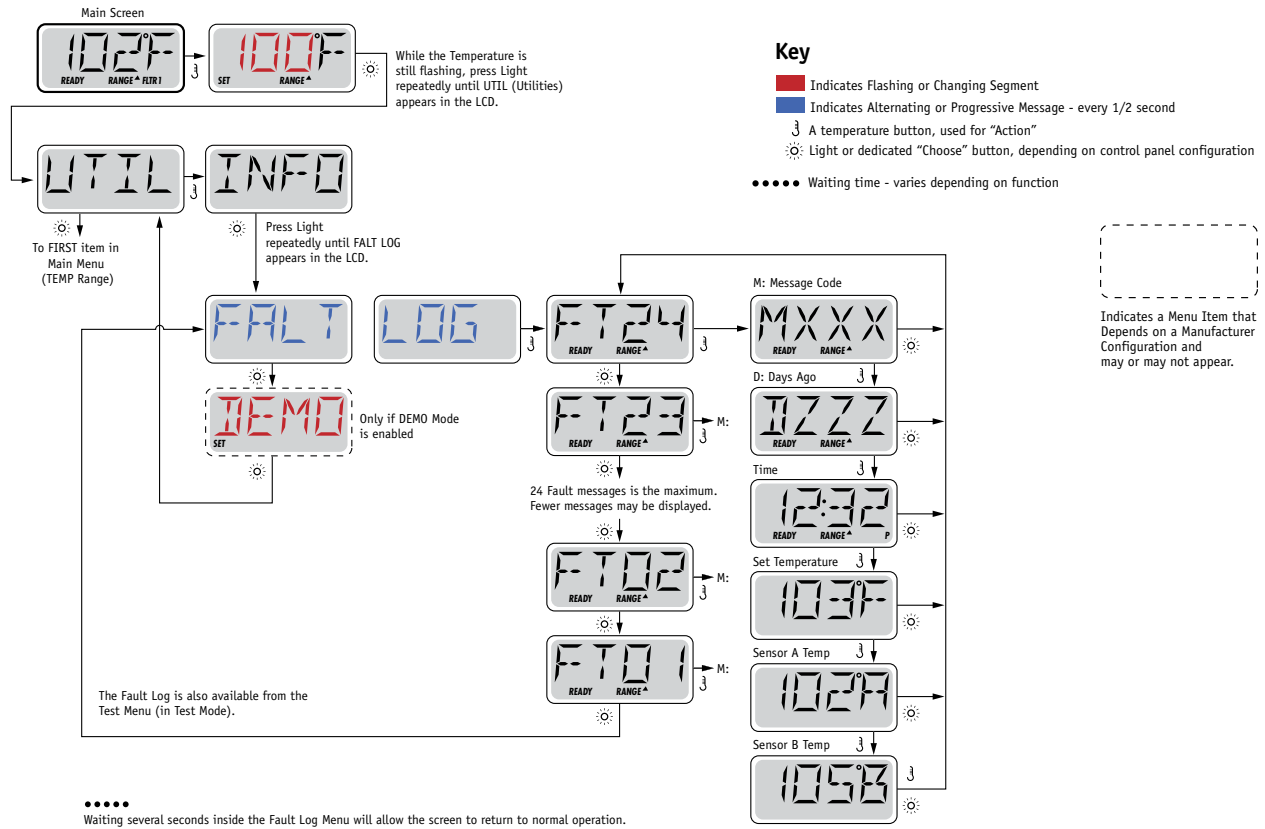 Main Screen
102°F
READY RANGE FLTR1
100°F
SET RANGE
While the Temperature is
still flashing, press Light
repeatedly until UTIL (Utilities)
appears in the LCD.
Key
Indicates Flashing or Changing Segment
Indicates Alternating or Progressive Message - every 1/2 second
A temperature button, used for “Action”
Light or dedicated “Choose” button, depending on control panel configuration
Waiting time - varies depending on function
Indicates a Menu Item that
Depends on a Manufacturer
Configuration and
may or may not appear.
UTIL
INFO
To FIRST item in
Main Menu
(TEMP Range)
Press Light
repeatedly until FALT LOG
appears in the LCD.
FALT
LOG
DEMO
SET
Only if DEMO Mode
is enabled
FT24
READY RANGE
FT23
READY RANGE
M:
24 Fault messages is the maximum.
Fewer messages may be displayed.
FT02
READY RANGE
M:
FT01
READY RANGE
M:
M: Message Code
MXXX
READY RANGE
D: Days Ago
DZZZ
READY RANGE
Time
12:32
READY RANGE P
Set Temperature
103°F
Sensor A Temp
102°A
Sensor B Temp
105°B
The Fault Log is also available from the
Test Menu (in Test Mode).
Waiting several seconds inside the Fault Log Menu will allow the screen to return to normal operation.